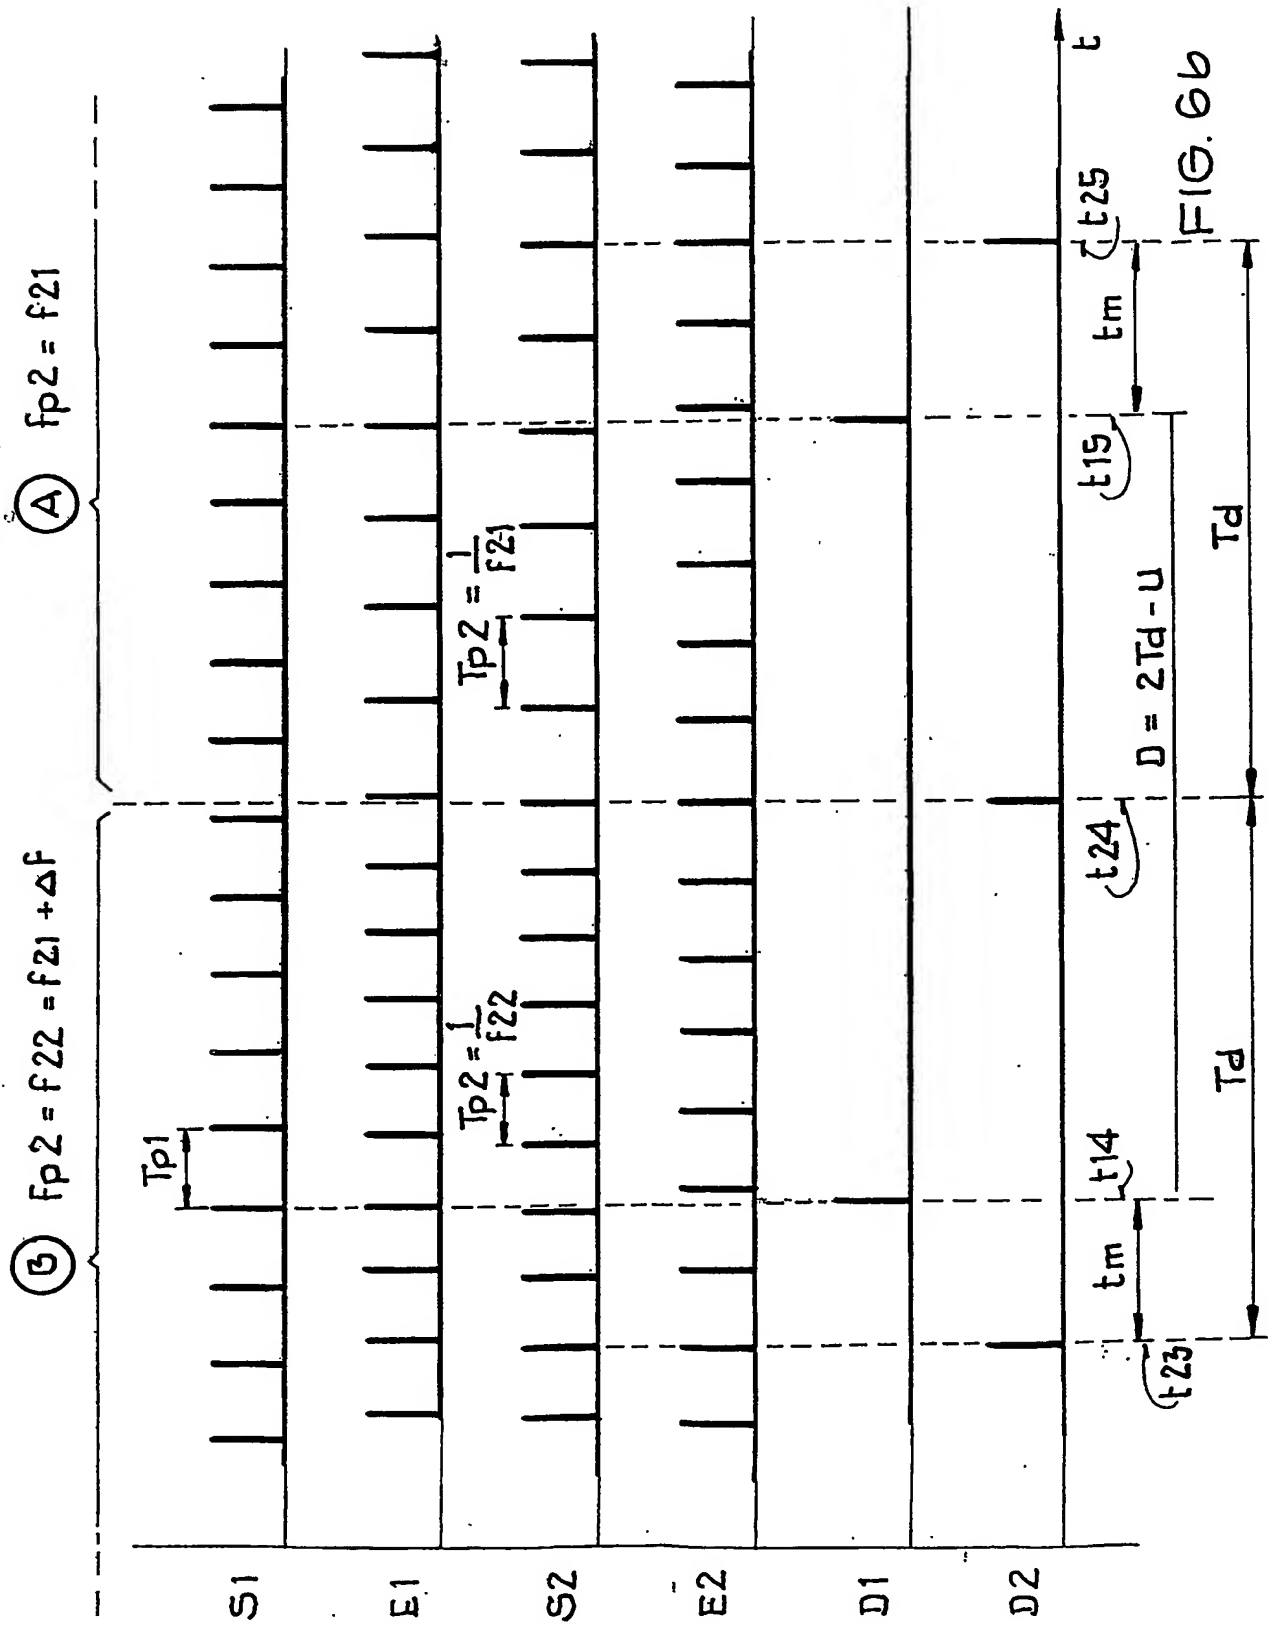 (B) Fp2 = f22 = f21 + ΔF
(A) fp2 = f21
S1
Tp1
E1
Tp2 = 1/f22
Tp2 = 1/f21
S2
E2
D1
D2
t
t23
t14
t24
t15
t25
tm
tm
D = 2Td - u
Td
Td
FIG. 6b